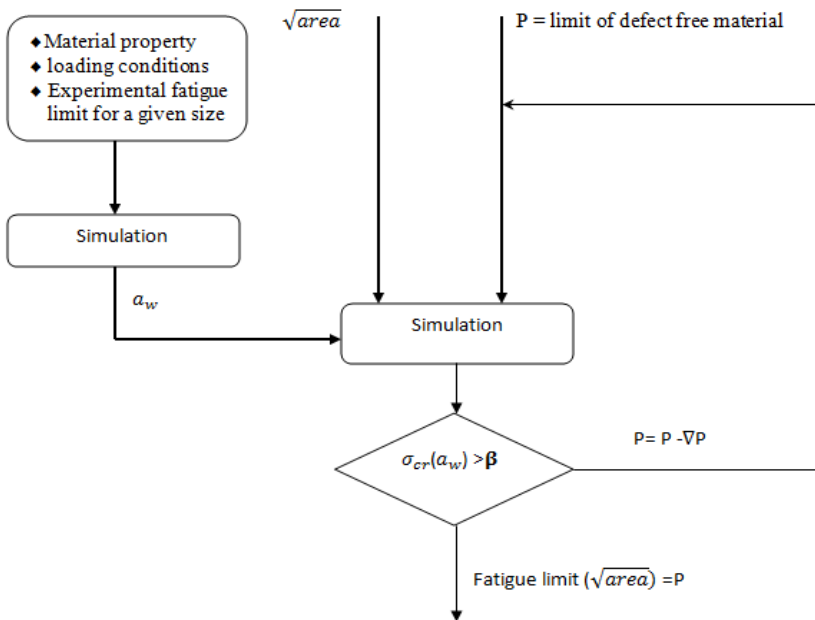 ◆ Material property
◆ loading conditions
◆ Experimental fatigue
limit for a given size
√area
P = limit of defect free material
Simulation
a_w
Simulation
σ_cr(a_w) >β
P= P -∇P
Fatigue limit (√area) =P